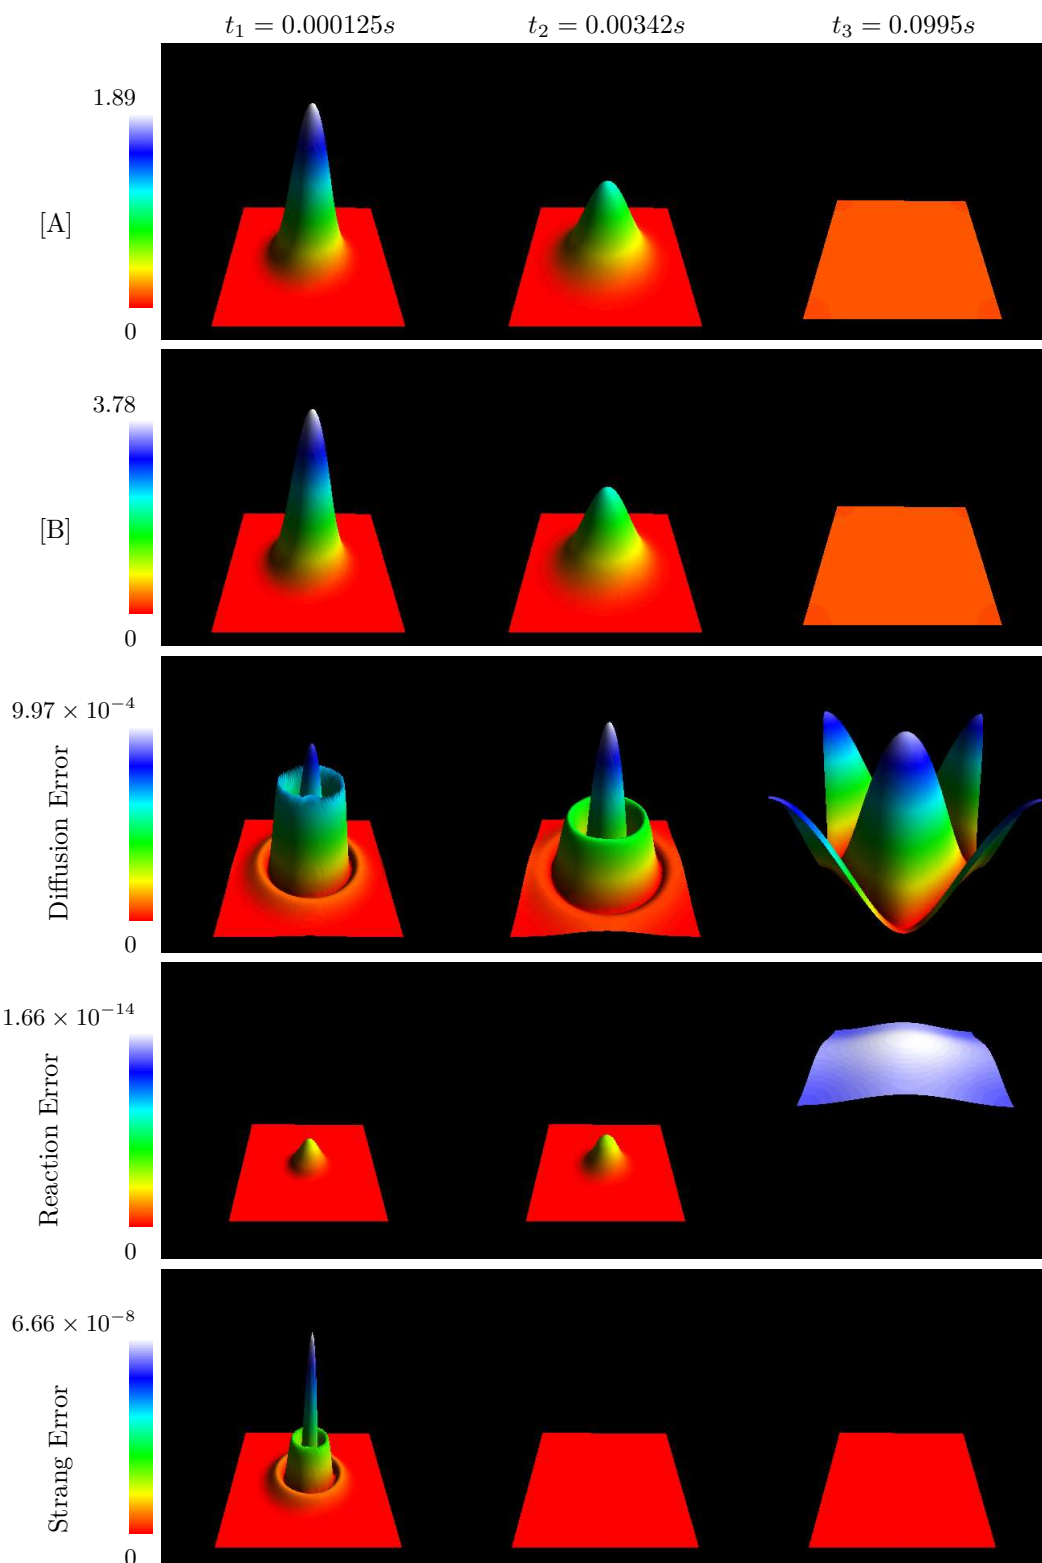 t₁ = 0.000125s
t₂ = 0.00342s
t₃ = 0.0995s
1.89
[A]
0
3.78
[B]
0
9.97 × 10⁻⁴
Diffusion Error
0
1.66 × 10⁻¹⁴
Reaction Error
0
6.66 × 10⁻⁸
Strang Error
0